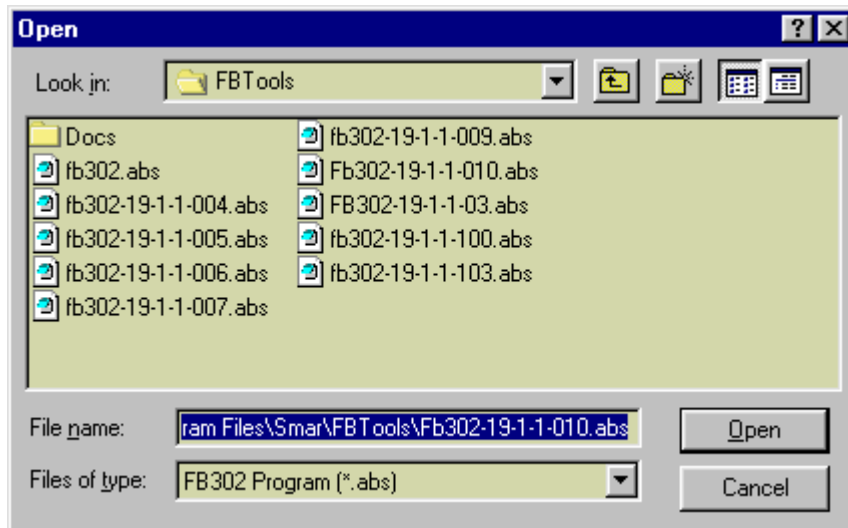 Open
Look in: FBTools
Docs
fb302.abs
fb302-19-1-1-004.abs
fb302-19-1-1-005.abs
fb302-19-1-1-006.abs
fb302-19-1-1-007.abs
fb302-19-1-1-009.abs
Fb302-19-1-1-010.abs
FB302-19-1-1-03.abs
fb302-19-1-1-100.abs
fb302-19-1-1-103.abs
File name: ram Files\Smar\FBTools\Fb302-19-1-1-010.abs Open
Files of type: FB302 Program (*.abs) Cancel